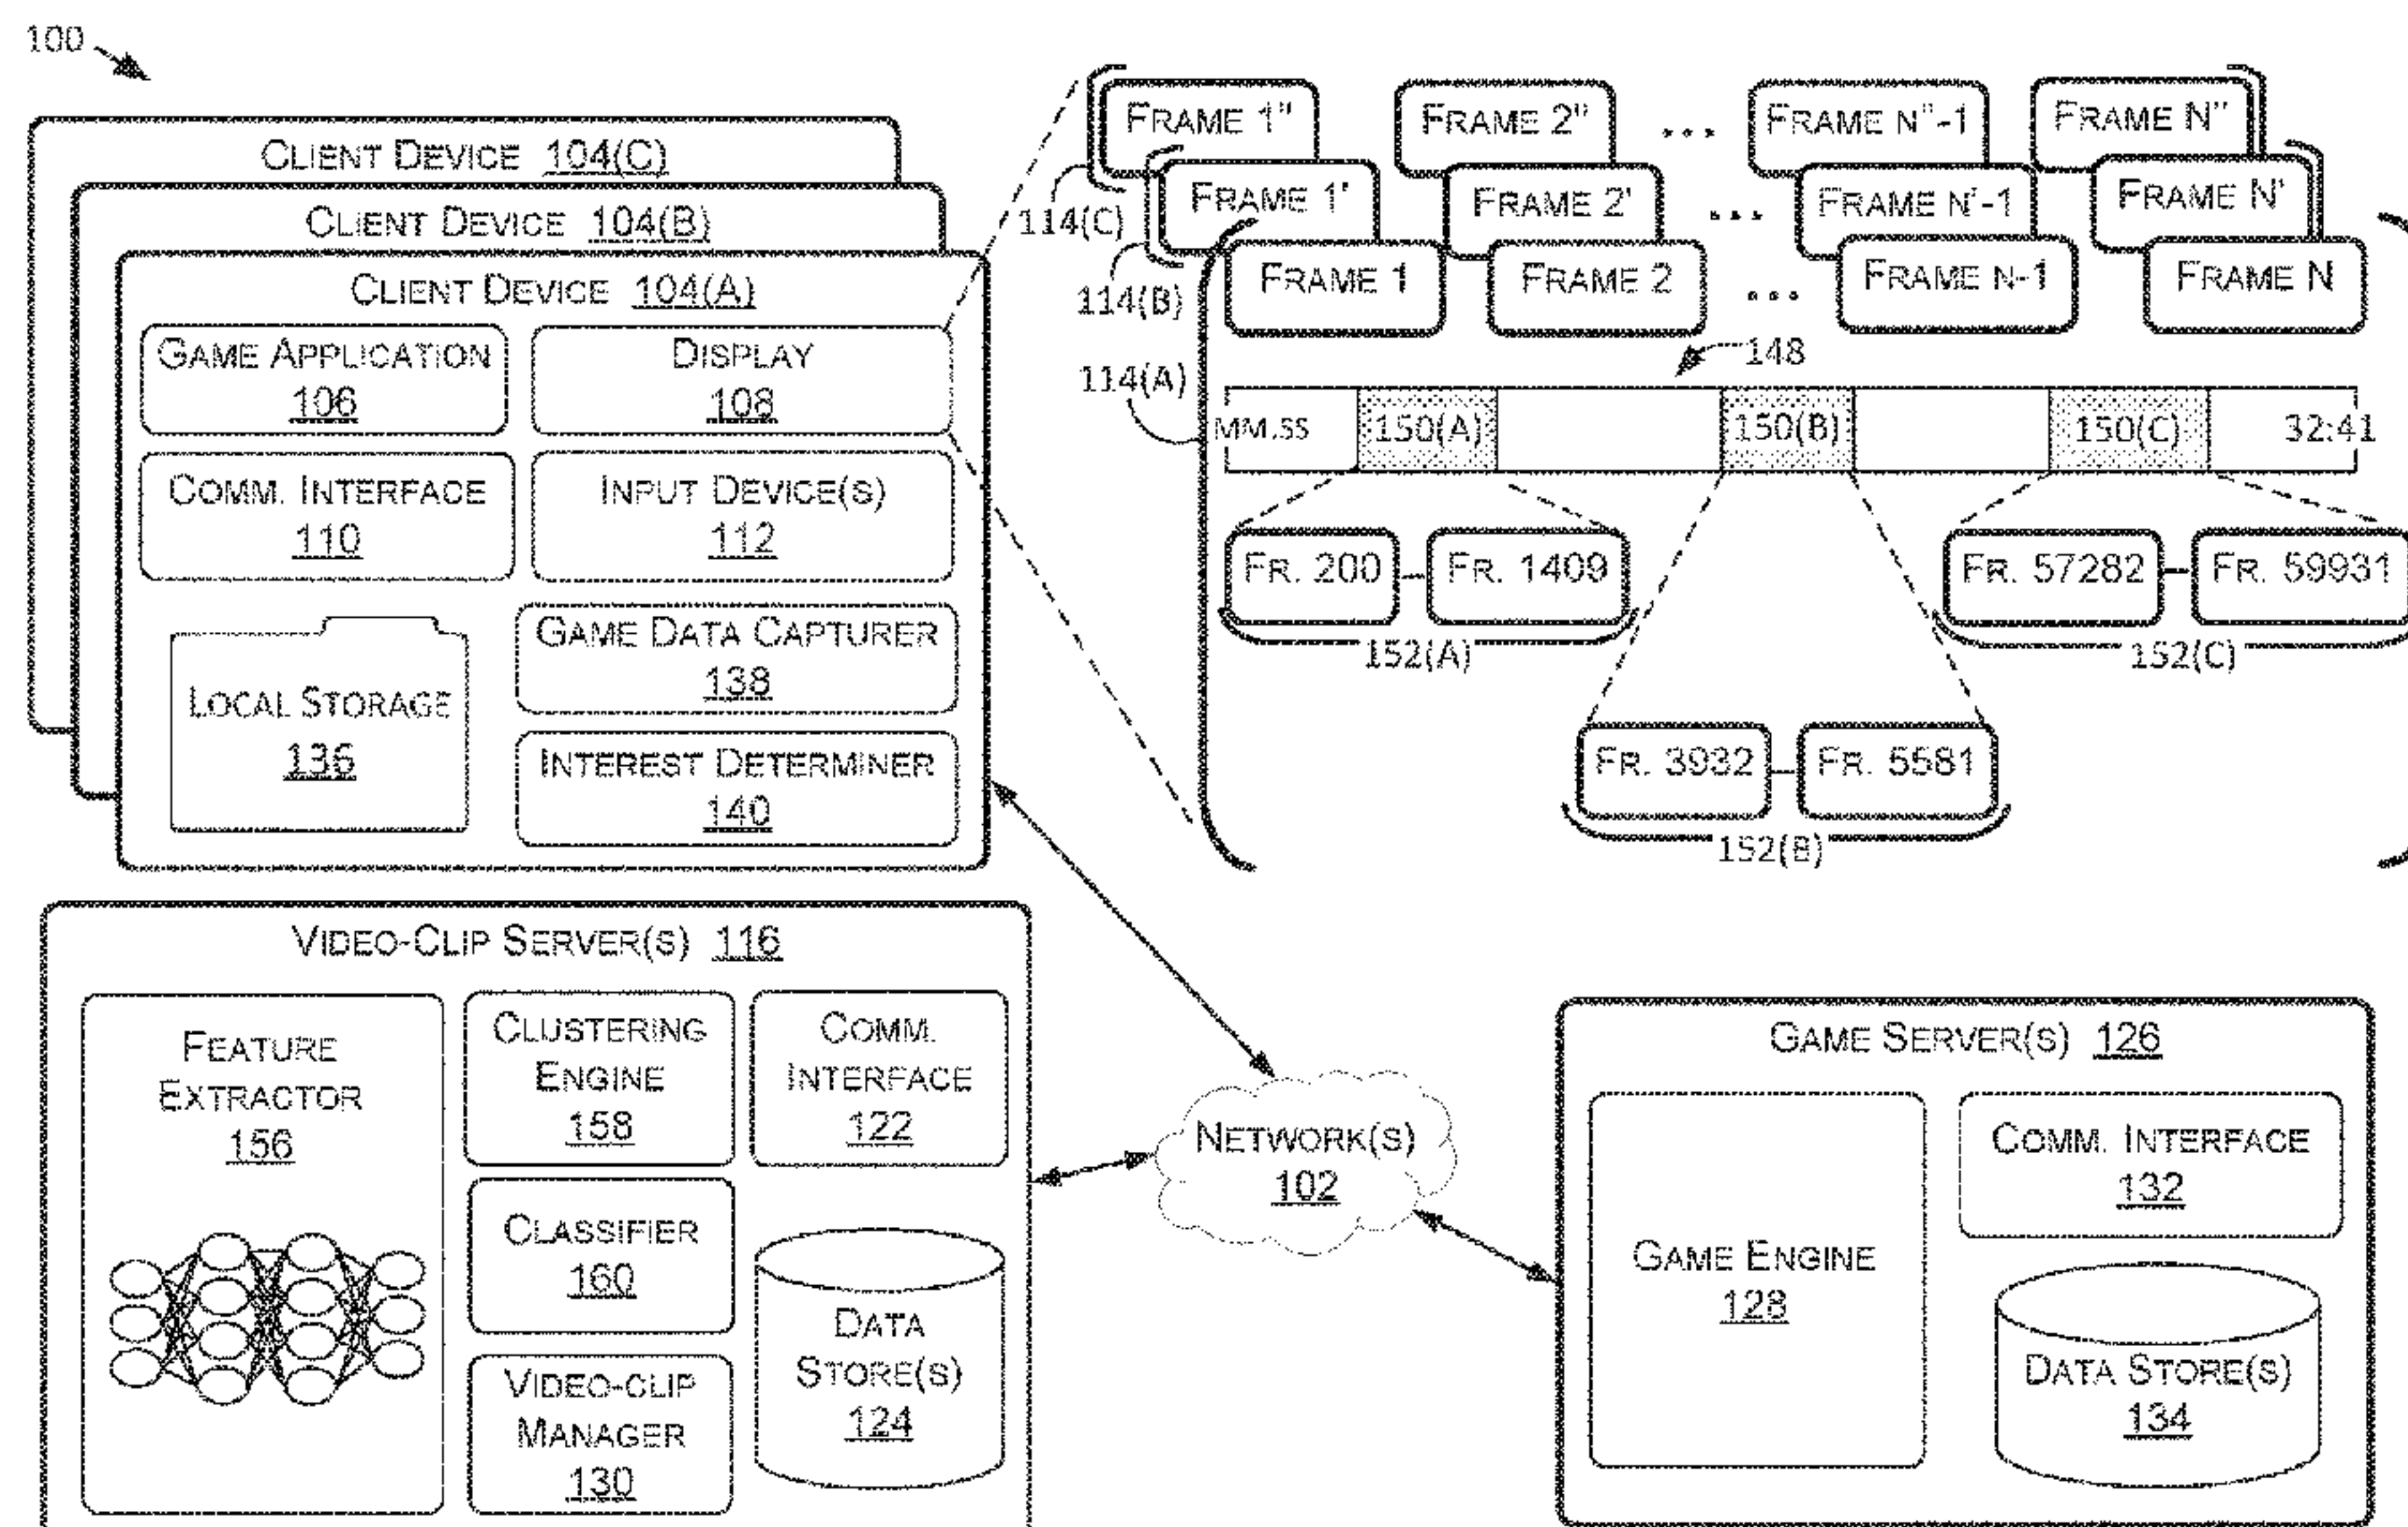 100
CLIENT DEVICE 104(C)
CLIENT DEVICE 104(B)
CLIENT DEVICE 104(A)
GAME APPLICATION
106
DISPLAY
108
COMM. INTERFACE
110
INPUT DEVICE(S)
112
LOCAL STORAGE
136
GAME DATA CAPTURER
138
INTEREST DETERMINER
140
FRAME 1"
FRAME 2"
...
FRAME N"-1
FRAME N"
114(C)
FRAME 1'
FRAME 2'
...
FRAME N'-1
FRAME N'
114(B)
FRAME 1
FRAME 2
...
FRAME N-1
FRAME N
148
114(A)
MM.SS
150(A)
150(B)
150(C)
32:41
FR. 200
FR. 1409
152(A)
FR. 57282
FR. 59931
152(C)
FR. 3932
FR. 5581
152(B)
VIDEO-CLIP SERVER(S) 116
FEATURE
EXTRACTOR
156
CLUSTERING
ENGINE
158
COMM.
INTERFACE
122
CLASSIFIER
160
DATA
STORE(S)
124
VIDEO-CLIP
MANAGER
130
NETWORK(S)
102
GAME SERVER(S) 126
GAME ENGINE
128
COMM. INTERFACE
132
DATA STORE(S)
134